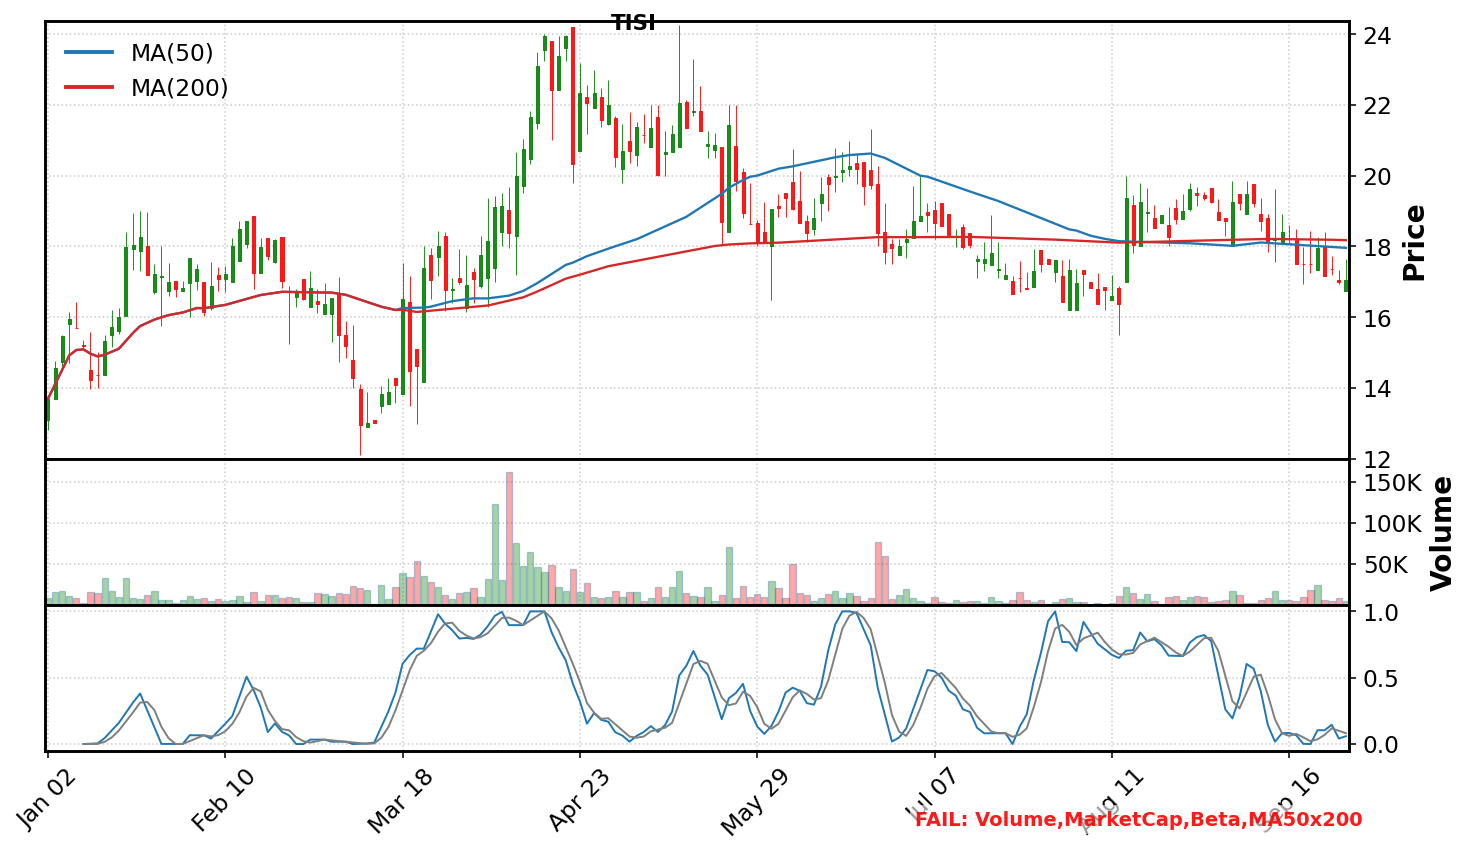 TISI
MA(50)
MA(200)
24
22
20
18
16
14
12
Price
150K
100K
50K
Volume
1.0
0.5
0.0
Jan 02
Feb 10
Mar 18
Apr 23
May 29
Jul 07
Aug 11
Sep 16
FAIL: Volume,MarketCap,Beta,MA50x200